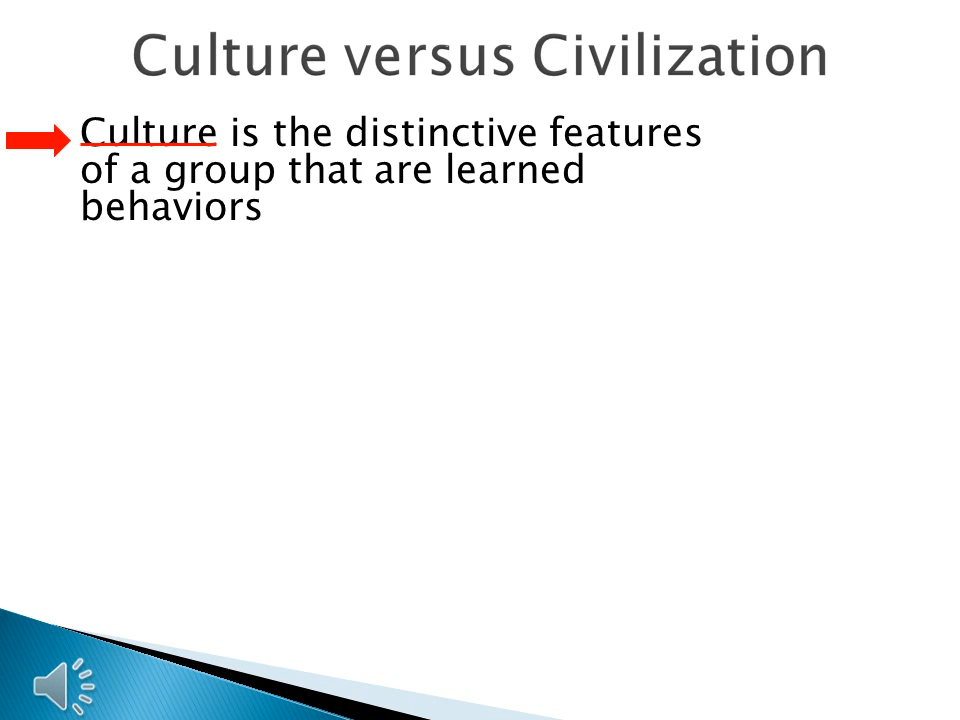 Culture versus Civilization
Culture is the distinctive features
of a group that are learned
behaviors